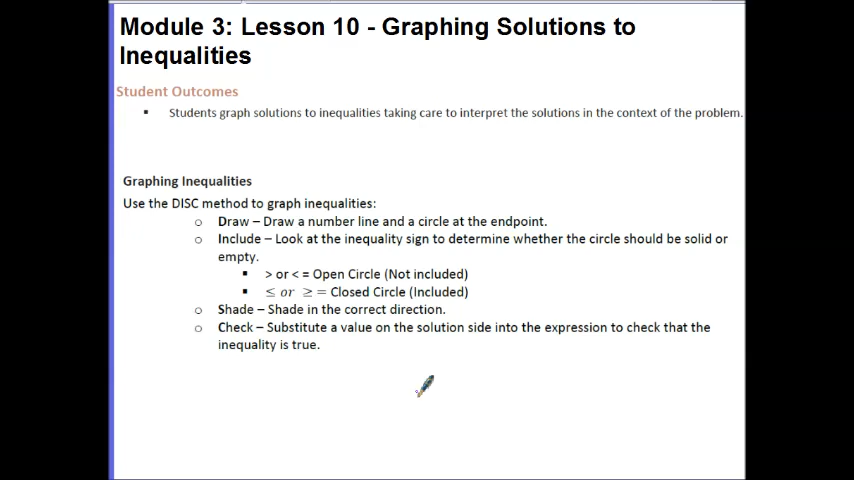 Module 3: Lesson 10 - Graphing Solutions to
Inequalities
Student Outcomes
▪ Students graph solutions to inequalities taking care to interpret the solutions in the context of the problem.
Graphing Inequalities
Use the DISC method to graph inequalities:
o Draw – Draw a number line and a circle at the endpoint.
o Include – Look at the inequality sign to determine whether the circle should be solid or
empty.
▪ > or < = Open Circle (Not included)
▪ ≤ or ≥ = Closed Circle (Included)
o Shade – Shade in the correct direction.
o Check – Substitute a value on the solution side into the expression to check that the
inequality is true.